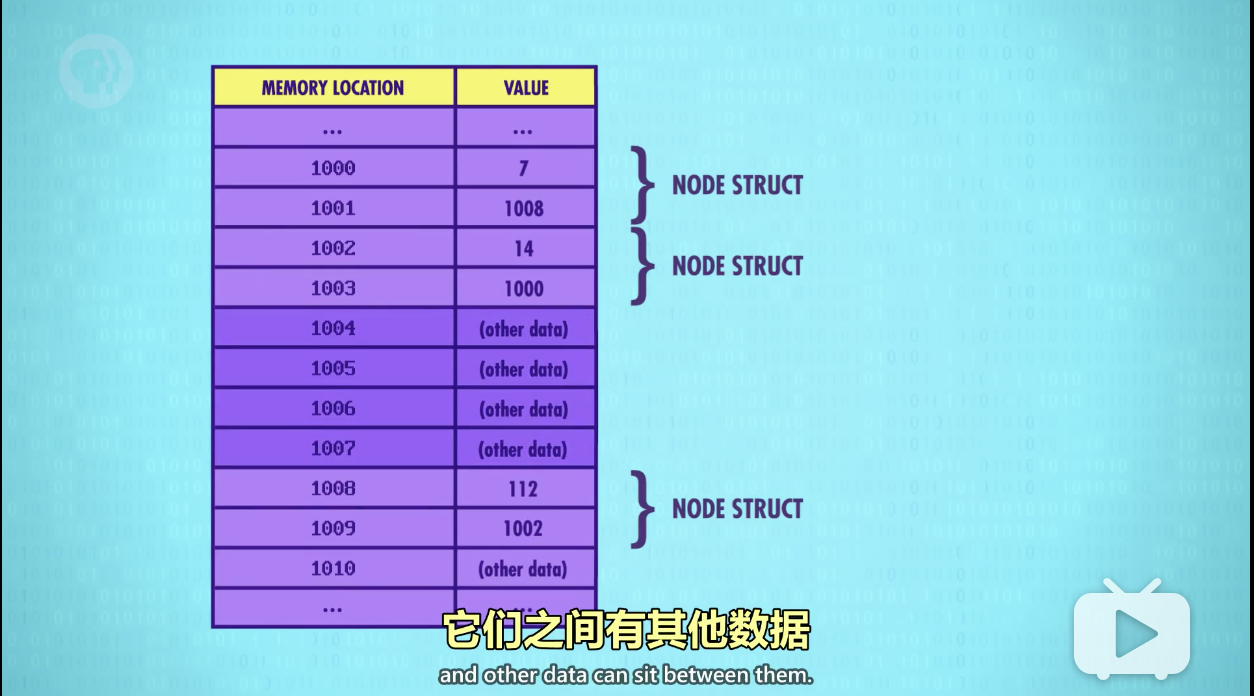 MEMORY LOCATION VALUE
... ...
1000 7
1001 1008
1002 14
1003 1000
1004 (other data)
1005 (other data)
1006 (other data)
1007 (other data)
1008 112
1009 1002
1010 (other data)
... ...
NODE STRUCT
NODE STRUCT
NODE STRUCT
它们之间有其他数据
and other data can sit between them.